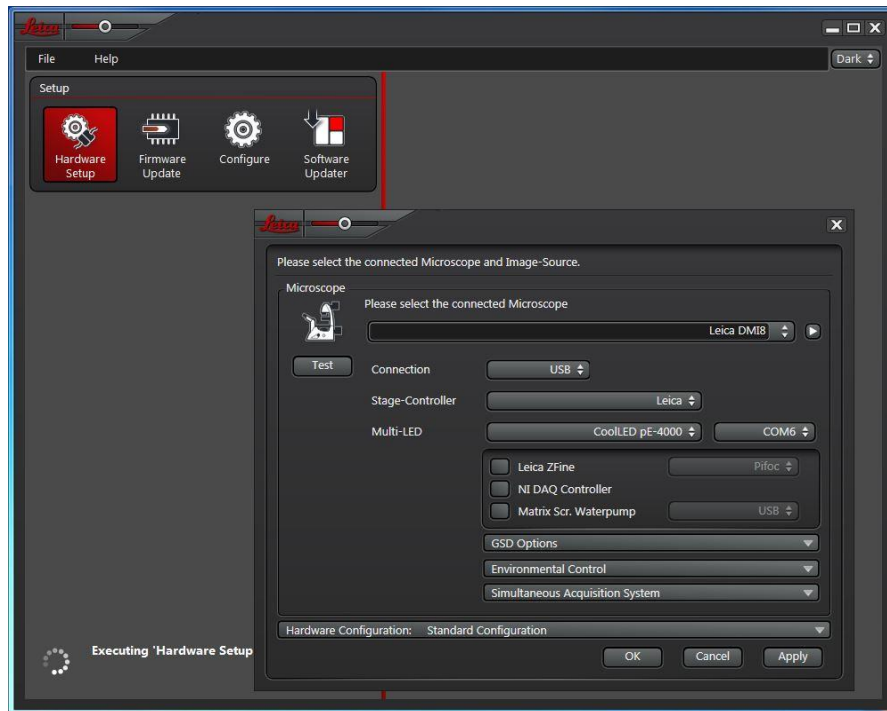 Leica
File Help Dark
Setup
Hardware Setup
Firmware Update
Configure
Software Updater
Leica
Please select the connected Microscope and Image-Source.
Microscope
Please select the connected Microscope
Leica DMI8
Test
Connection USB
Stage-Controller Leica
Multi-LED CoolLED pE-4000 COM6
Leica ZFine Pifoc
NI DAQ Controller
Matrix Scr. Waterpump USB
GSD Options
Environmental Control
Simultaneous Acquisition System
Hardware Configuration: Standard Configuration
Executing 'Hardware Setup
OK Cancel Apply